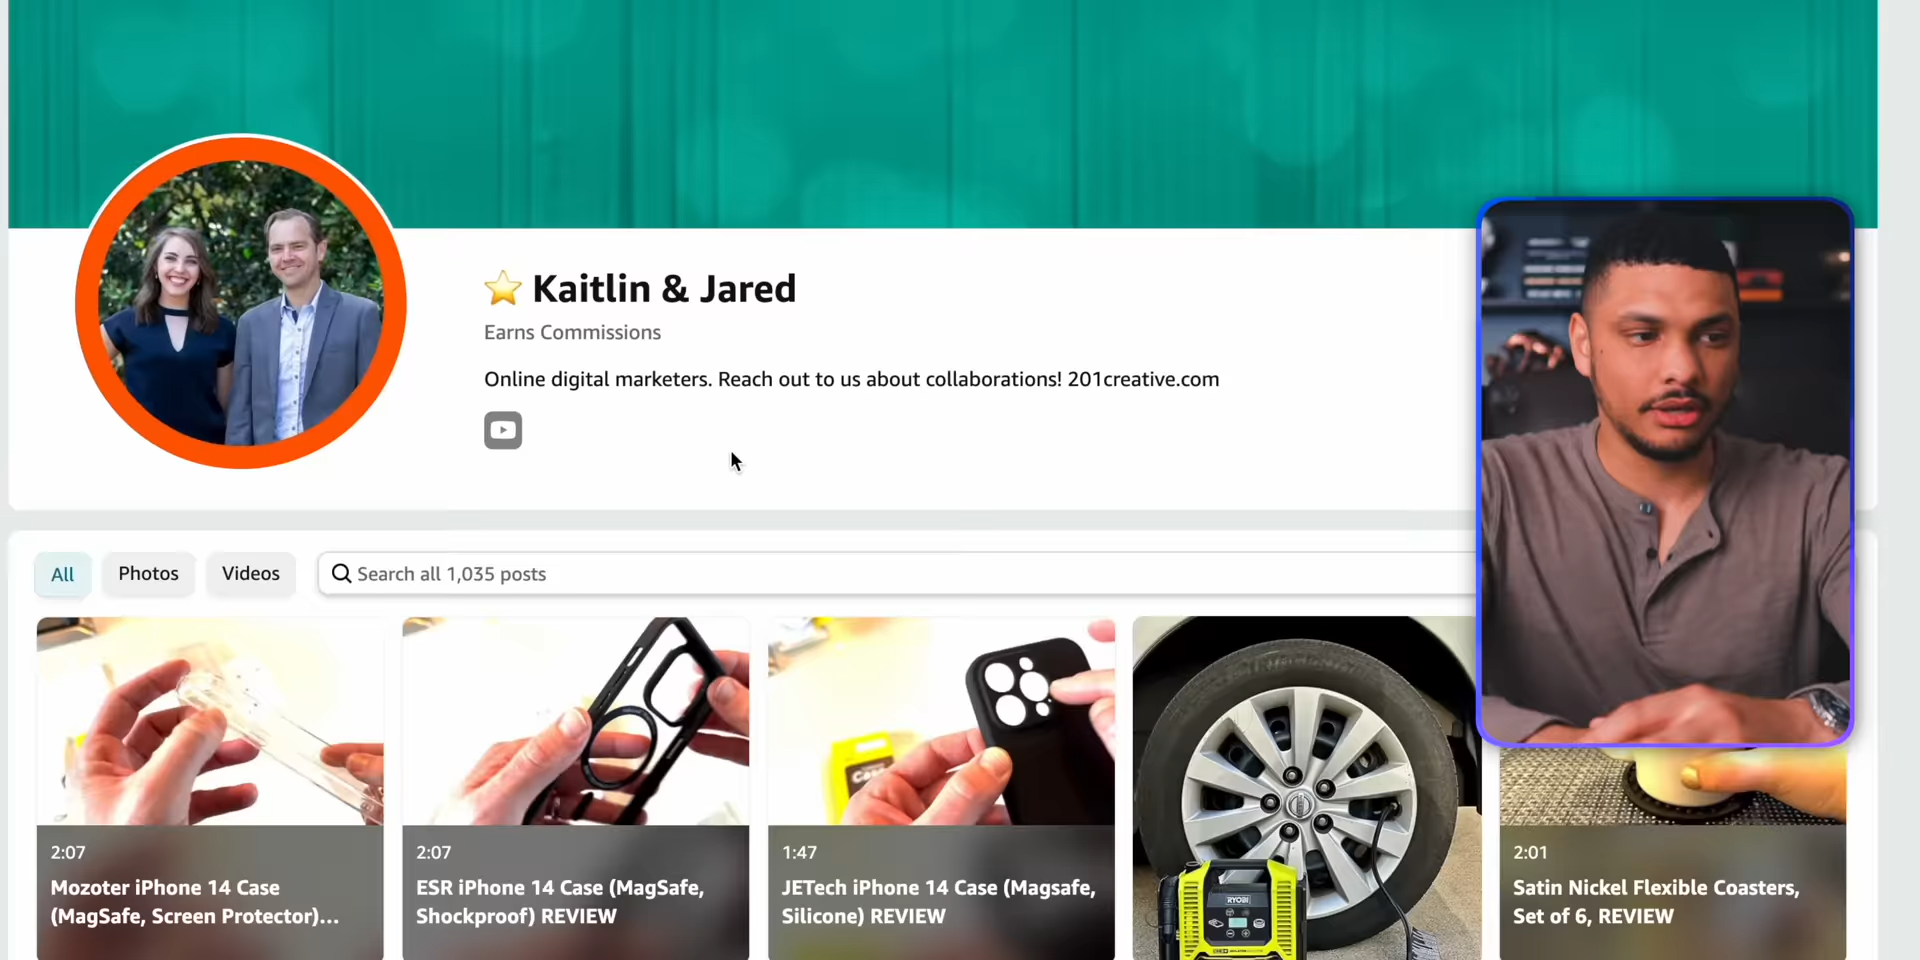 ⭐ Kaitlin & Jared
Earns Commissions
Online digital marketers. Reach out to us about collaborations! 201creative.com
All
Photos
Videos
Search all 1,035 posts
2:07
Mozoter iPhone 14 Case
(MagSafe, Screen Protector)...
2:07
ESR iPhone 14 Case (MagSafe,
Shockproof) REVIEW
1:47
JETech iPhone 14 Case (Magsafe,
Silicone) REVIEW
RYOBI
2:01
Satin Nickel Flexible Coasters,
Set of 6, REVIEW